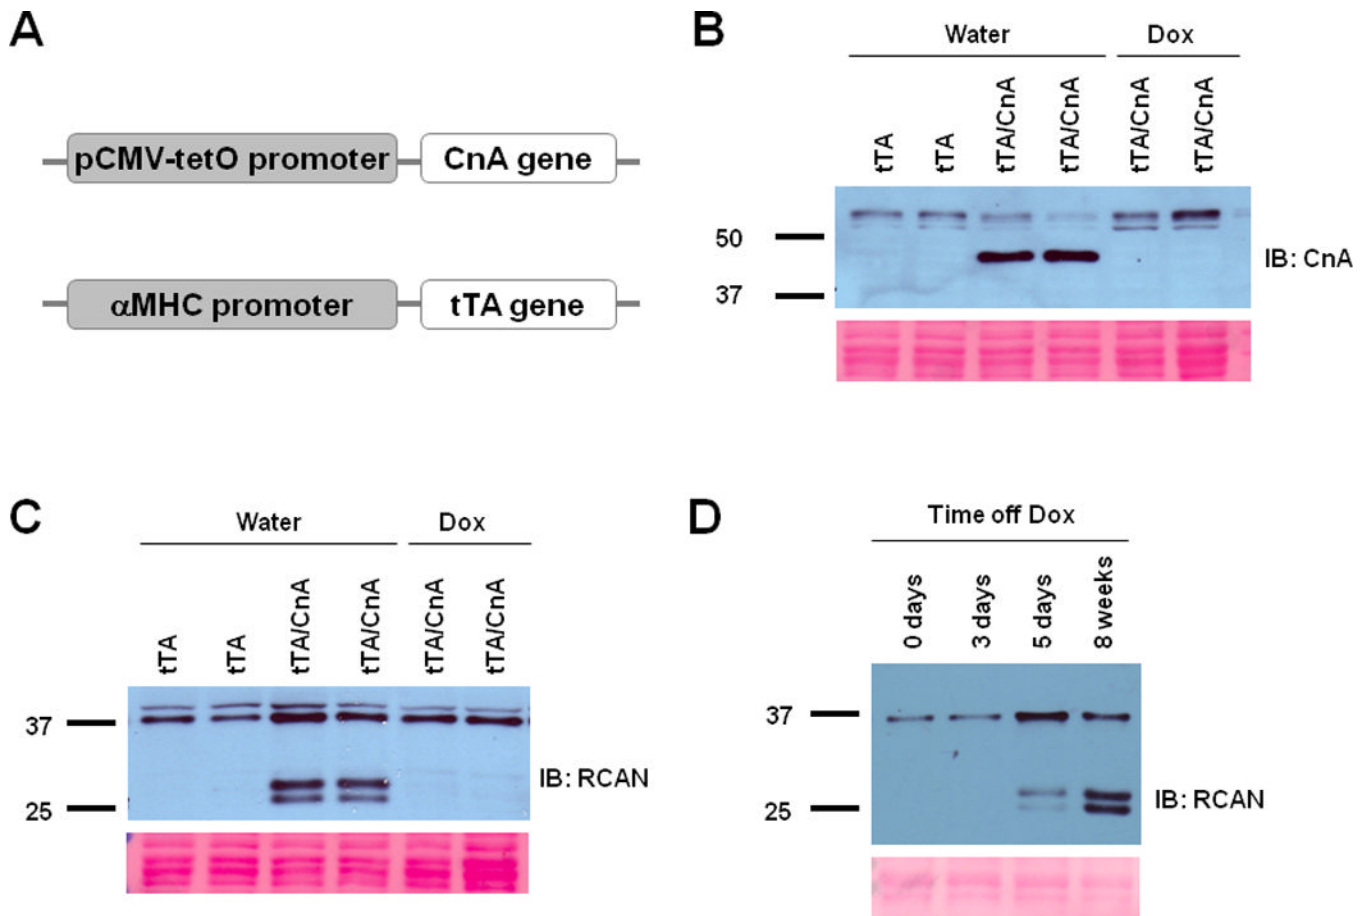 A
pCMV-tetO promoter
CnA gene
αMHC promoter
tTA gene
B
Water
Dox
tTA
tTA
tTA/CnA
tTA/CnA
tTA/CnA
tTA/CnA
50
37
IB: CnA
C
Water
Dox
tTA
tTA
tTA/CnA
tTA/CnA
tTA/CnA
tTA/CnA
37
25
IB: RCAN
D
Time off Dox
0 days
3 days
5 days
8 weeks
37
25
IB: RCAN